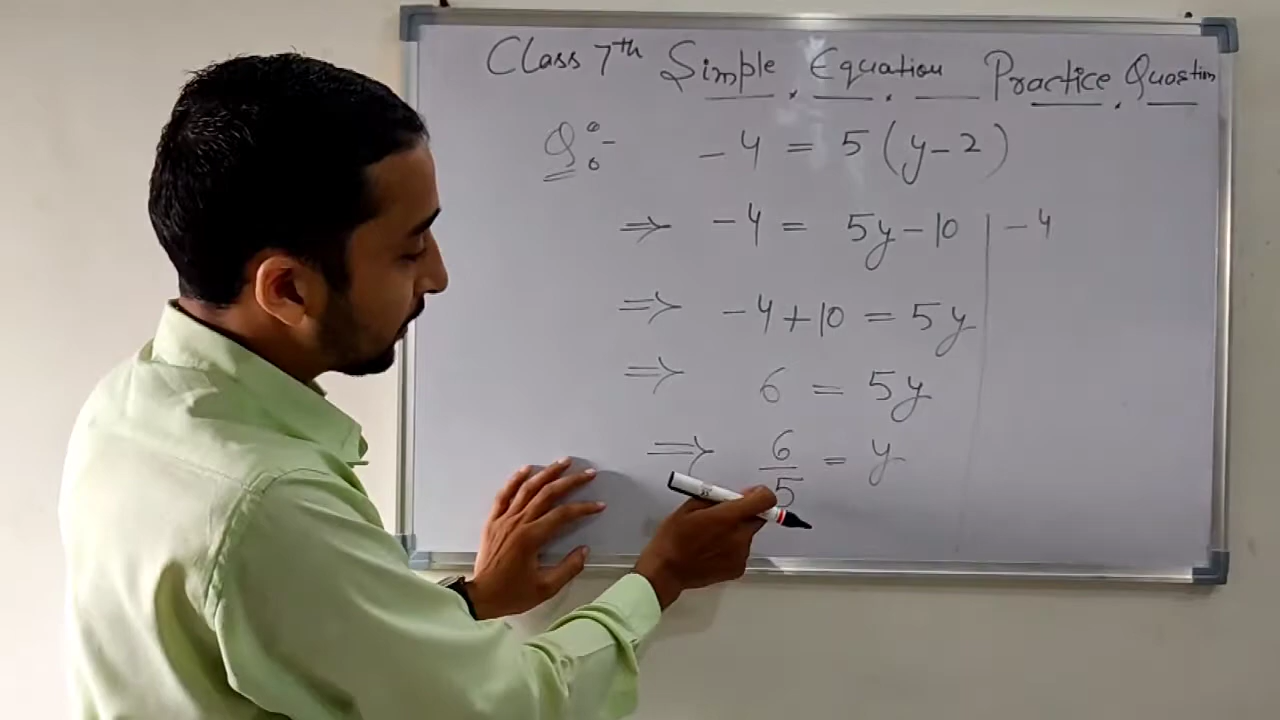 Class 7th Simple Equation Practice Quastim
Q:- -4 = 5(y-2)
⇒ -4 = 5y-10 | -4
⇒ -4+10 = 5y
⇒ 6 = 5y
⇒ 6/5 = y